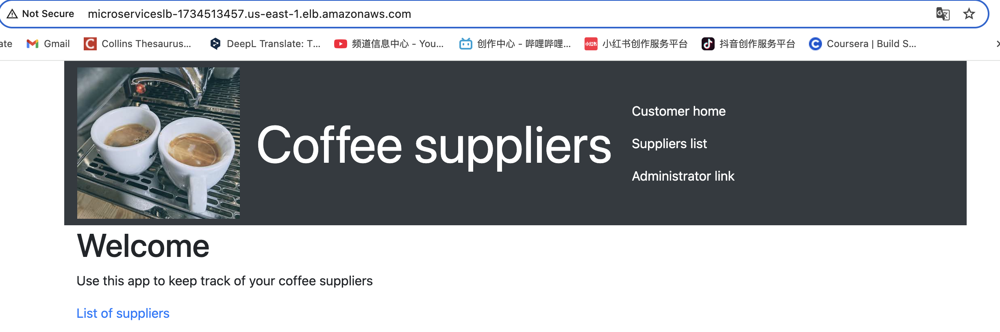 Not Secure microserviceslb-1734513457.us-east-1.elb.amazonaws.com
ate Gmail Collins Thesaurus... DeepL Translate: T... 频道信息中心 - You... 创作中心 - 哔哩哔哩... 小红书 小红书创作服务平台 抖音创作服务平台 Coursera | Build S...
Coffee suppliers
Customer home
Suppliers list
Administrator link
Welcome
Use this app to keep track of your coffee suppliers
List of suppliers